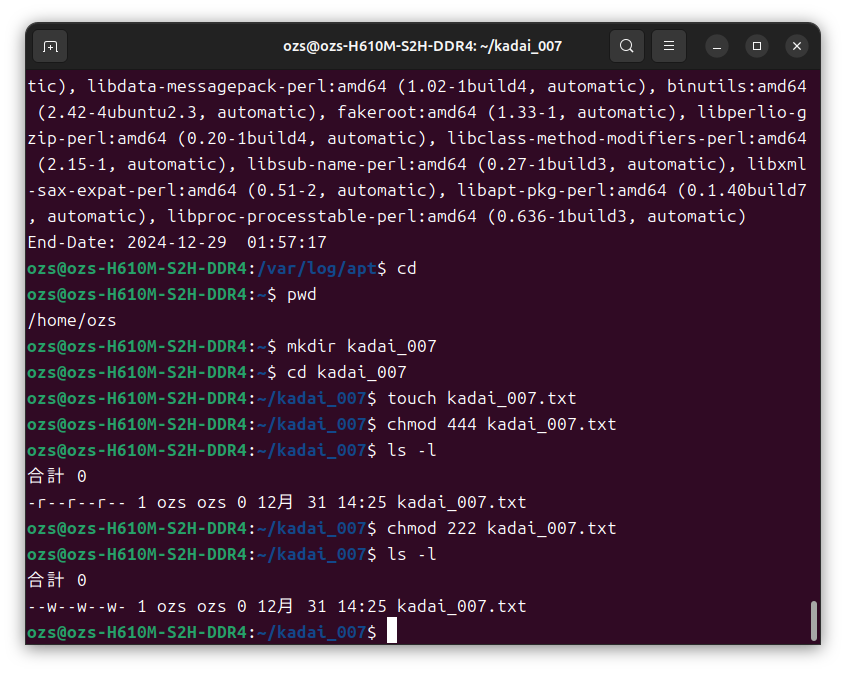 ozs@ozs-H610M-S2H-DDR4: ~/kadai_007
tic), libdata-messagepack-perl:amd64 (1.02-1build4, automatic), binutils:amd64
 (2.42-4ubuntu2.3, automatic), fakeroot:amd64 (1.33-1, automatic), libperlio-g
zip-perl:amd64 (0.20-1build4, automatic), libclass-method-modifiers-perl:amd64
 (2.15-1, automatic), libsub-name-perl:amd64 (0.27-1build3, automatic), libxml
-sax-expat-perl:amd64 (0.51-2, automatic), libapt-pkg-perl:amd64 (0.1.40build7
, automatic), libproc-processtable-perl:amd64 (0.636-1build3, automatic)
End-Date: 2024-12-29  01:57:17
ozs@ozs-H610M-S2H-DDR4:/var/log/apt$ cd
ozs@ozs-H610M-S2H-DDR4:~$ pwd
/home/ozs
ozs@ozs-H610M-S2H-DDR4:~$ mkdir kadai_007
ozs@ozs-H610M-S2H-DDR4:~$ cd kadai_007
ozs@ozs-H610M-S2H-DDR4:~/kadai_007$ touch kadai_007.txt
ozs@ozs-H610M-S2H-DDR4:~/kadai_007$ chmod 444 kadai_007.txt
ozs@ozs-H610M-S2H-DDR4:~/kadai_007$ ls -l
合計 0
-r--r--r-- 1 ozs ozs 0 12月 31 14:25 kadai_007.txt
ozs@ozs-H610M-S2H-DDR4:~/kadai_007$ chmod 222 kadai_007.txt
ozs@ozs-H610M-S2H-DDR4:~/kadai_007$ ls -l
合計 0
--w--w--w- 1 ozs ozs 0 12月 31 14:25 kadai_007.txt
ozs@ozs-H610M-S2H-DDR4:~/kadai_007$